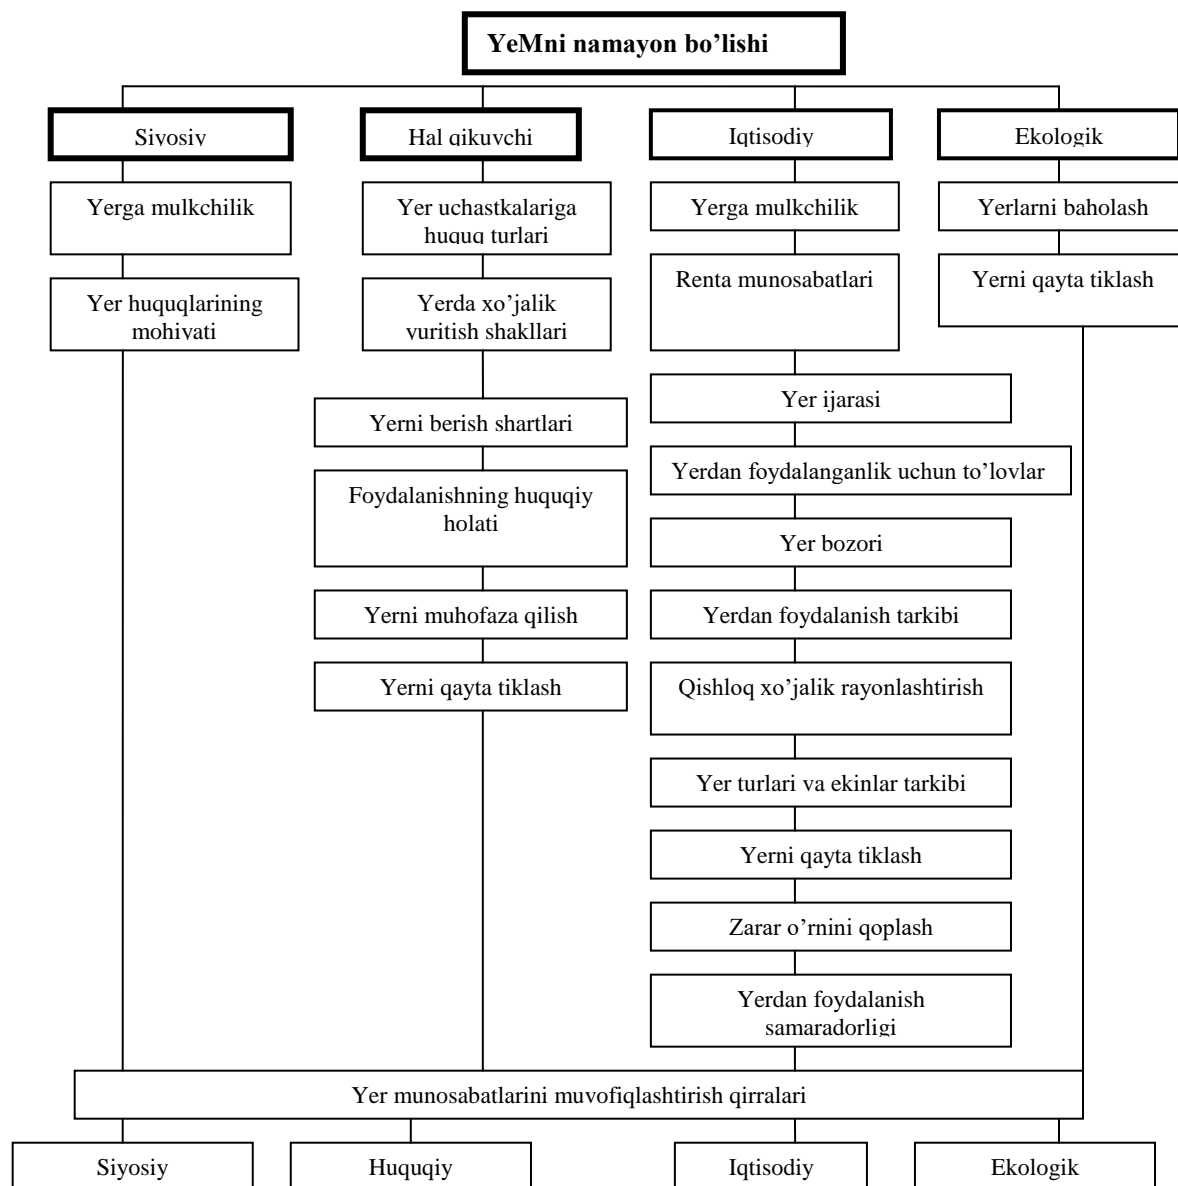 YeMni namayon bo’lishi
Siyosiy
Hal qikuvchi
Iqtisodiy
Ekologik
Yerga mulkchilik
Yer uchastkalariga
huquq turlari
Yerga mulkchilik
Yerlarni baholash
Yer huquqlarining
mohiyati
Yerda xo’jalik
yuritish shakllari
Renta munosabatlari
Yerni qayta tiklash
Yer ijarasi
Yerni berish shartlari
Yerdan foydalanganlik uchun to’lovlar
Foydalanishning huquqiy
holati
Yer bozori
Yerni muhofaza qilish
Yerdan foydalanish tarkibi
Yerni qayta tiklash
Qishloq xo’jalik rayonlashtirish
Yer turlari va ekinlar tarkibi
Yerni qayta tiklash
Zarar o’rnini qoplash
Yerdan foydalanish
samaradorligi
Yer munosabatlarini muvofiqlashtirish qirralari
Siyosiy
Huquqiy
Iqtisodiy
Ekologik